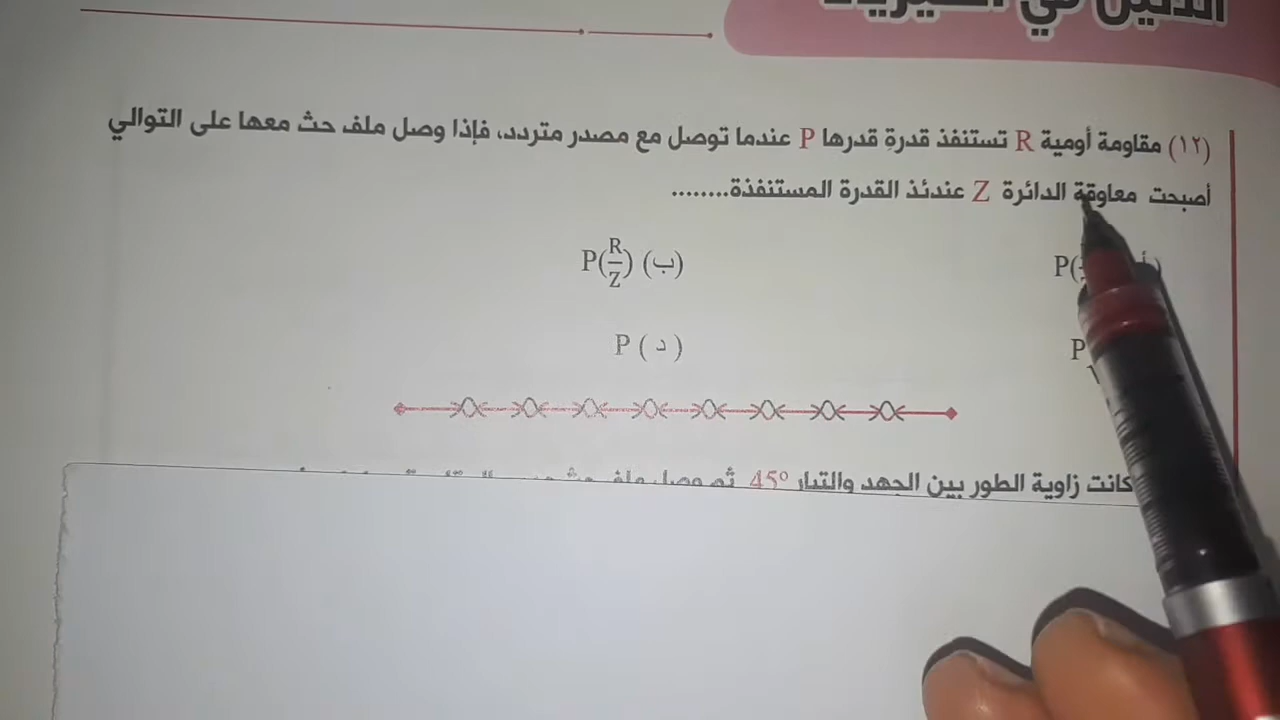 (١٢) مقاومة أومية R تستنفذ قدرةِ قدرها P عندما توصل مع مصدر متردد، فإذا وصل ملف حث معها على التوالي
أصبحت معاوقة الدائرة Z عندئذ القدرة المستنفذة........
P(
(ب) P(R/Z)
P
(د) P
كانت زاوية الطور بين الجهد والتيار 45°